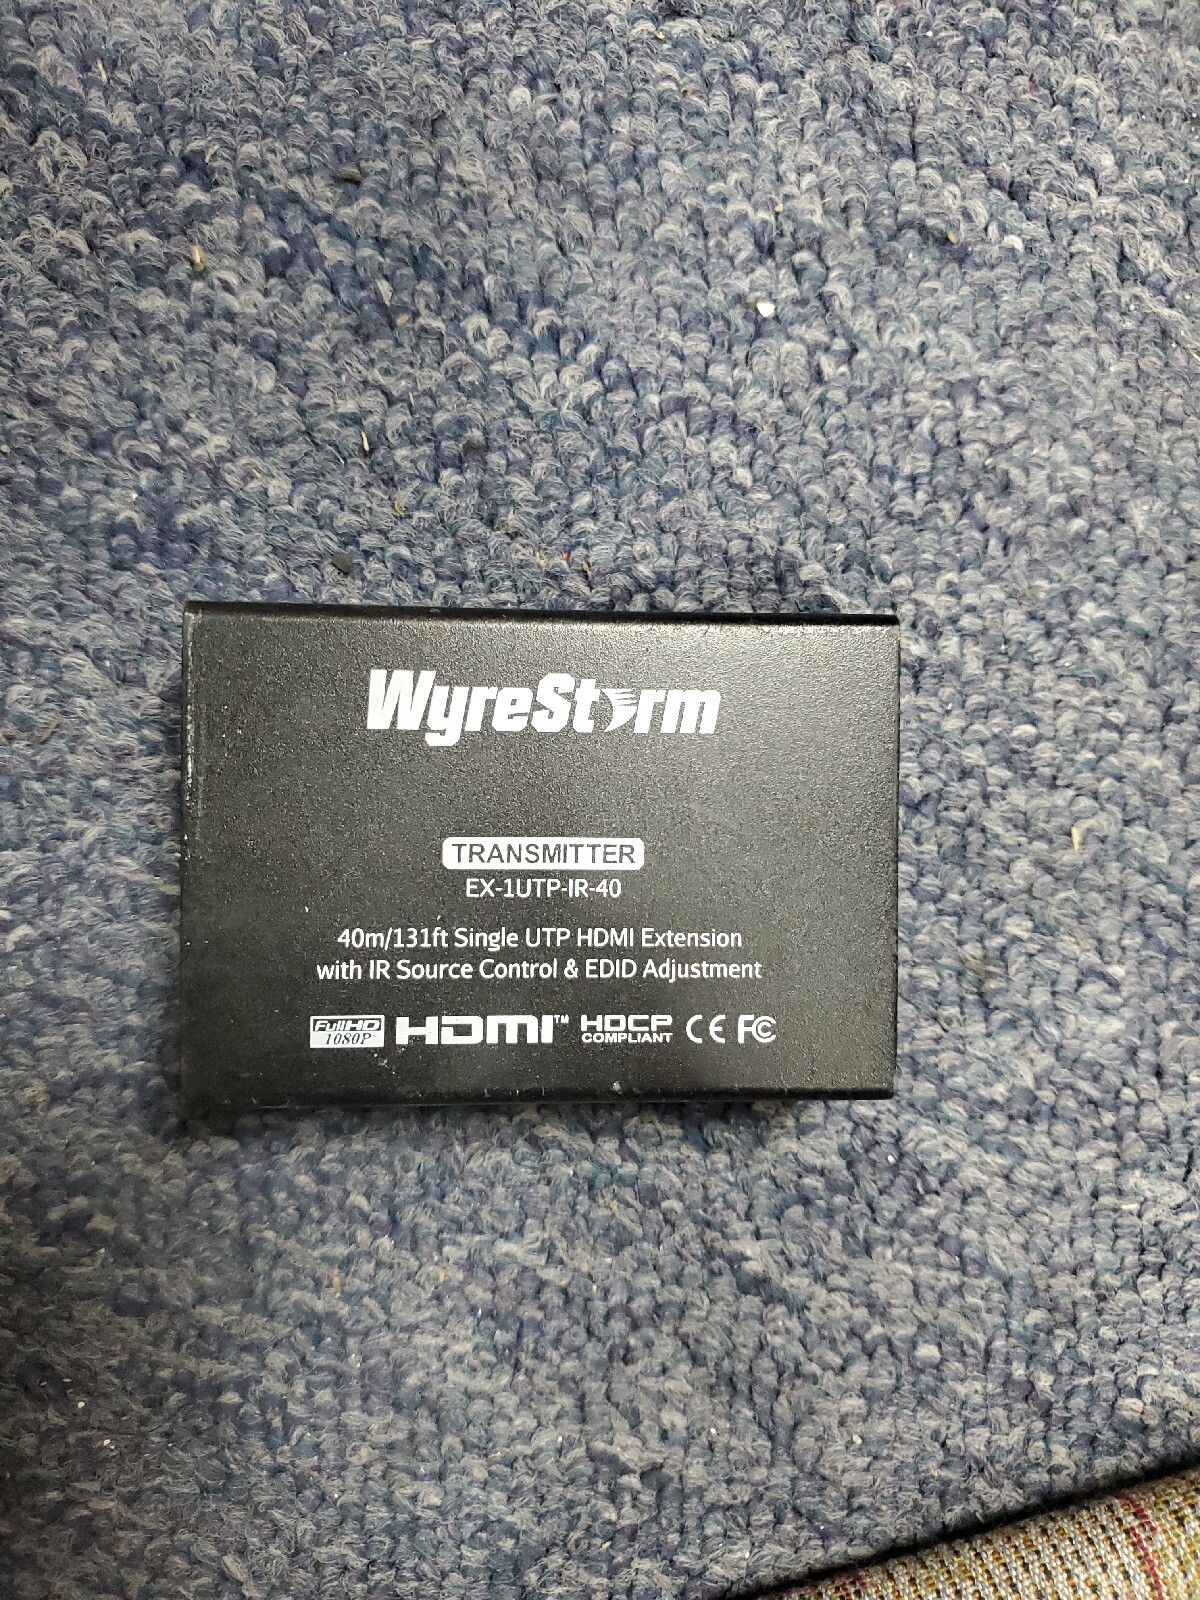 WyreStorm
TRANSMITTER
EX-1UTP-IR-40
40m/131ft Single UTP HDMI Extension
with IR Source Control & EDID Adjustment
FullHD
1080P
HDMI™
HDCP
COMPLIANT
CE FC